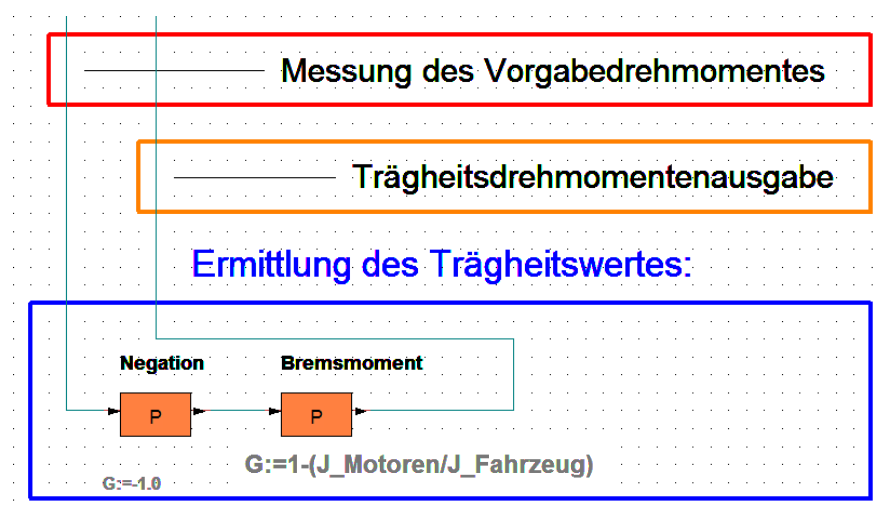 Messung des Vorgabedrehmomentes
Trägheitsdrehmomentenausgabe
Ermittlung des Trägheitswertes:
Negation Bremsmoment
P P
G:=1-(J_Motoren/J_Fahrzeug)
G:=-1.0